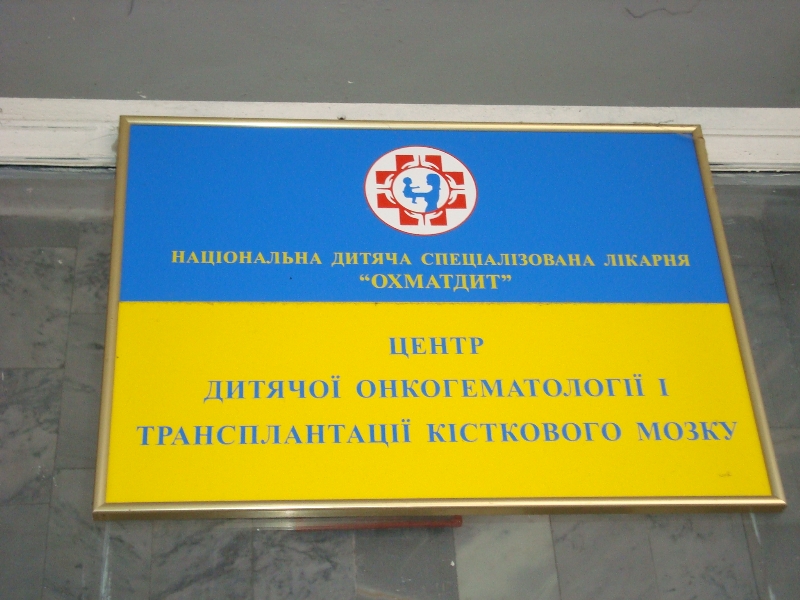 НАЦІОНАЛЬНА ДИТЯЧА СПЕЦІАЛІЗОВАНА ЛІКАРНЯ
“ОХМАТДИТ”
ЦЕНТР
ДИТЯЧОЇ ОНКОГЕМАТОЛОГІЇ І
ТРАНСПЛАНТАЦІЇ КІСТКОВОГО МОЗКУ